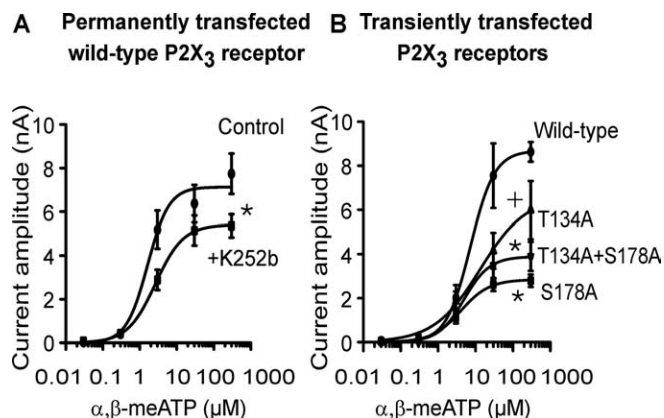 A Permanently transfected
wild-type P2X3 receptor
Current amplitude (nA)
10
8
6
4
2
0
Control
*
+K252b
0.01 0.1 1 10 100 1000
α,β-meATP (μM)
B Transiently transfected
P2X3 receptors
Current amplitude (nA)
10
8
6
4
2
0
Wild-type
+
T134A
*
T134A+S178A
*
S178A
0.01 0.1 1 10 100 1000
α,β-meATP (μM)